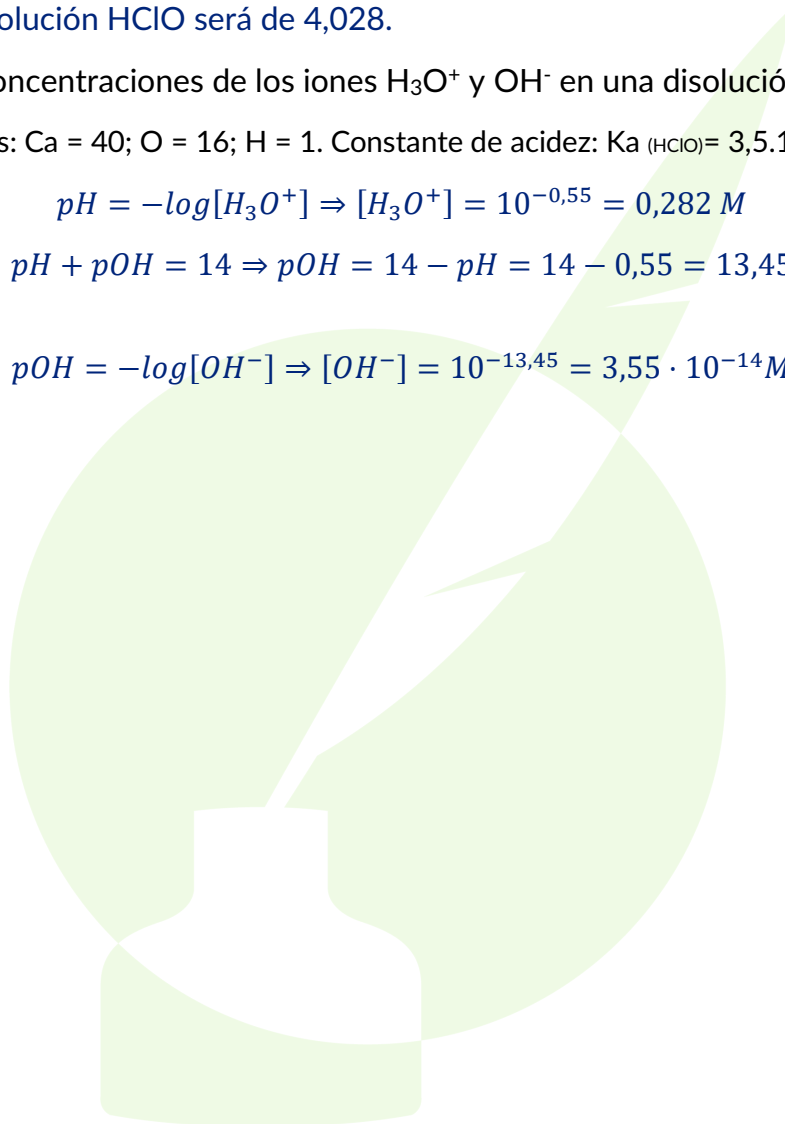 olución HClO será de 4,028.
oncentraciones de los iones H₃O⁺ y OH⁻ en una disolució
s: Ca = 40; O = 16; H = 1. Constante de acidez: Ka (HClO)= 3,5.1
pH = −log[H₃O⁺] ⇒ [H₃O⁺] = 10⁻⁰,⁵⁵ = 0,282 M
pH + pOH = 14 ⇒ pOH = 14 − pH = 14 − 0,55 = 13,45
pOH = −log[OH⁻] ⇒ [OH⁻] = 10⁻¹³,⁴⁵ = 3,55 · 10⁻¹⁴M